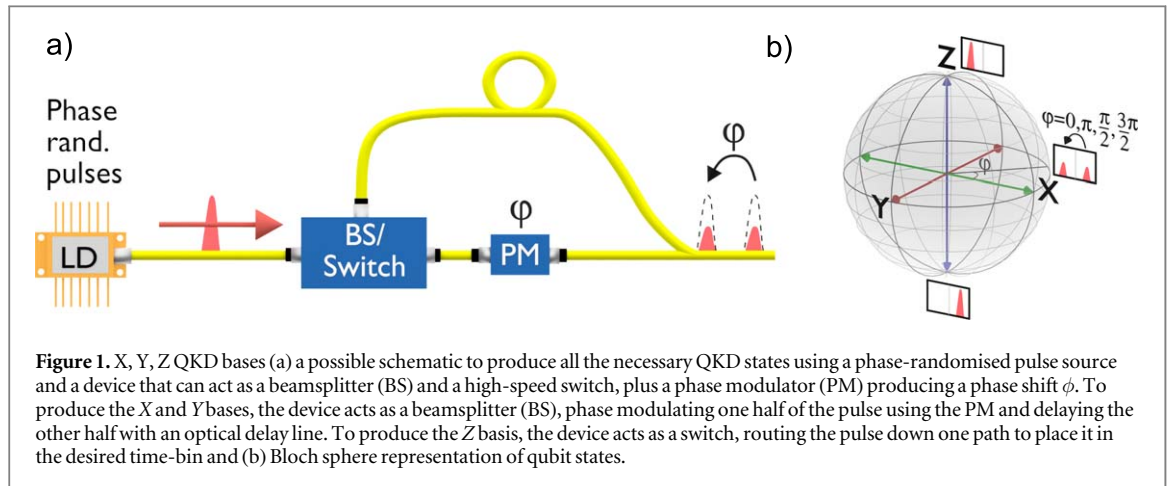 a)
Phase
rand.
pulses
LD
BS/
Switch
φ
PM
φ
b)
Z
φ=0,π,π/2,3π/2
φ
X
Y
Figure 1. X, Y, Z QKD bases (a) a possible schematic to produce all the necessary QKD states using a phase-randomised pulse source
and a device that can act as a beamsplitter (BS) and a high-speed switch, plus a phase modulator (PM) producing a phase shift ϕ. To
produce the X and Y bases, the device acts as a beamsplitter (BS), phase modulating one half of the pulse using the PM and delaying the
other half with an optical delay line. To produce the Z basis, the device acts as a switch, routing the pulse down one path to place it in
the desired time-bin and (b) Bloch sphere representation of qubit states.